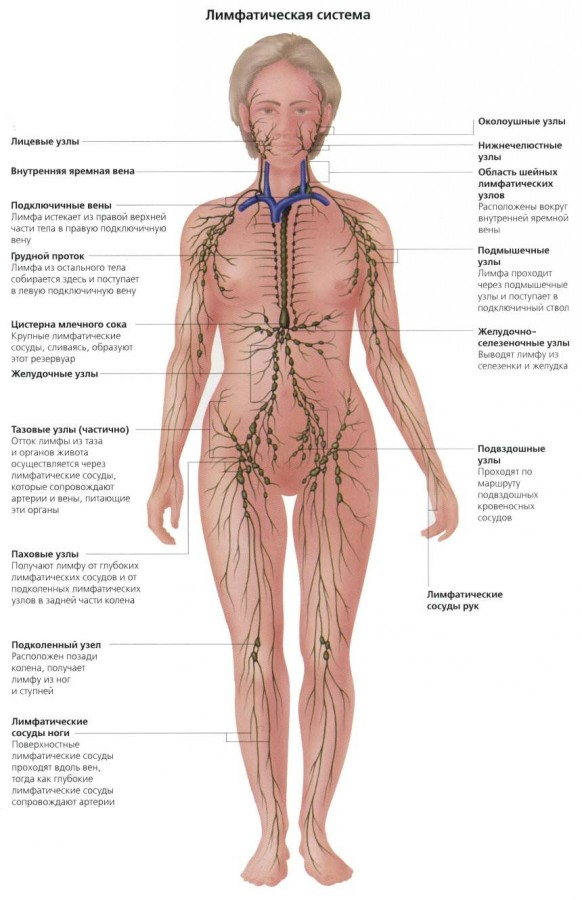 Лимфатическая система
Лицевые узлы
Внутренняя яремная вена
Подключичные вены
Лимфа истекает из правой верхней
части тела в правую подключичную
вену
Грудной проток
Лимфа из остального тела
собирается здесь и поступает
в левую подключичную вену
Цистерна млечного сока
Крупные лимфатические
сосуды, сливаясь, образуют
этот резервуар
Желудочные узлы
Тазовые узлы (частично)
Отток лимфы из таза
и органов живота
осуществляется через
лимфатические сосуды,
которые сопровождают
артерии и вены, питающие
эти органы
Паховые узлы
Получают лимфу от глубоких
лимфатических сосудов и от
подколенных лимфатических
узлов в задней части колена
Подколенный узел
Расположен позади
колена, получает
лимфу из ног
и ступней
Лимфатические
сосуды ноги
Поверхностные
лимфатические сосуды
проходят вдоль вен,
тогда как глубокие
лимфатические сосуды
сопровождают артерии
Околоушные узлы
Нижнечелюстные
узлы
Область шейных
лимфатических
узлов
Расположены вокруг
внутренней яремной
вены
Подмышечные
узлы
Лимфа проходит
через подмышечные
узлы и поступает в
подключичный ствол
Желудочно-
селезеночные узлы
Выводят лимфу из
селезенки и желудка
Подвздошные
узлы
Проходят по
маршруту
подвздошных
кровеносных
сосудов
Лимфатические
сосуды рук